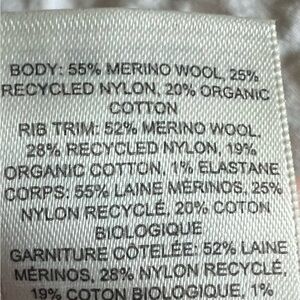 BODY: 55% MERINO WOOL, 25%
RECYCLED NYLON, 20% ORGANIC
COTTON
RIB TRIM: 52% MERINO WOOL,
28% RECYCLED NYLON, 19%
ORGANIC COTTON, 1% ELASTANE
CORPS: 55% LAINE MERINOS, 25%
NYLON RECYCLÉ, 20% COTON
BIOLOGIQUE
GARNITURE CÔTELÉE: 52% LAINE
MERINOS, 28% NYLON RECYCLÉ,
19% COTON BIOLOGIQUE, 1%